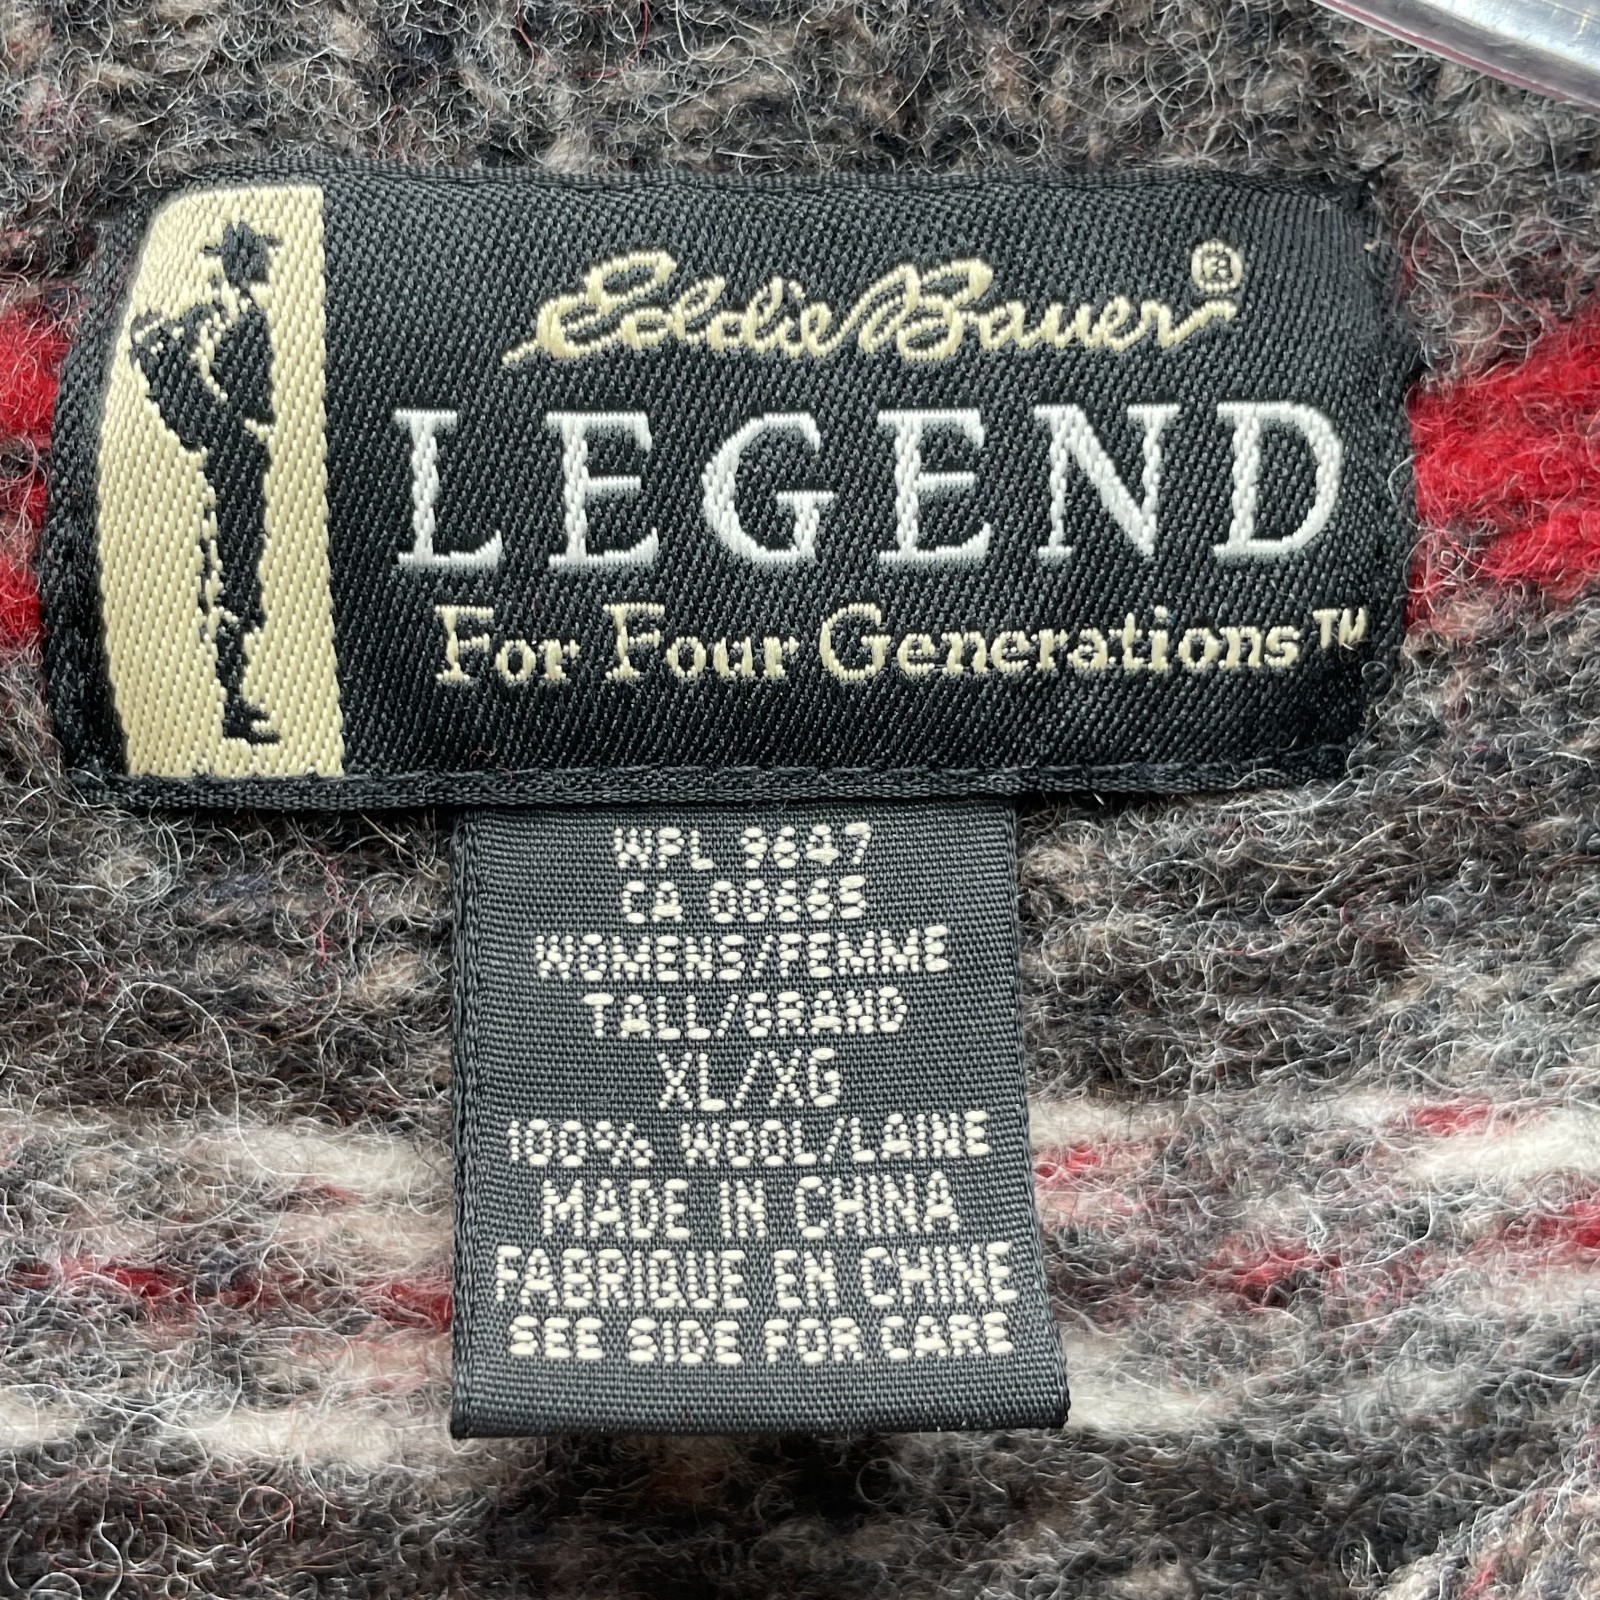 Eddie Bauer®
LEGEND
For Four Generations™
WPL 9647
CA 00665
WOMENS/FEMME
TALL/GRAND
XL/XG
100% WOOL/LAINE
MADE IN CHINA
FABRIQUE EN CHINE
SEE SIDE FOR CARE